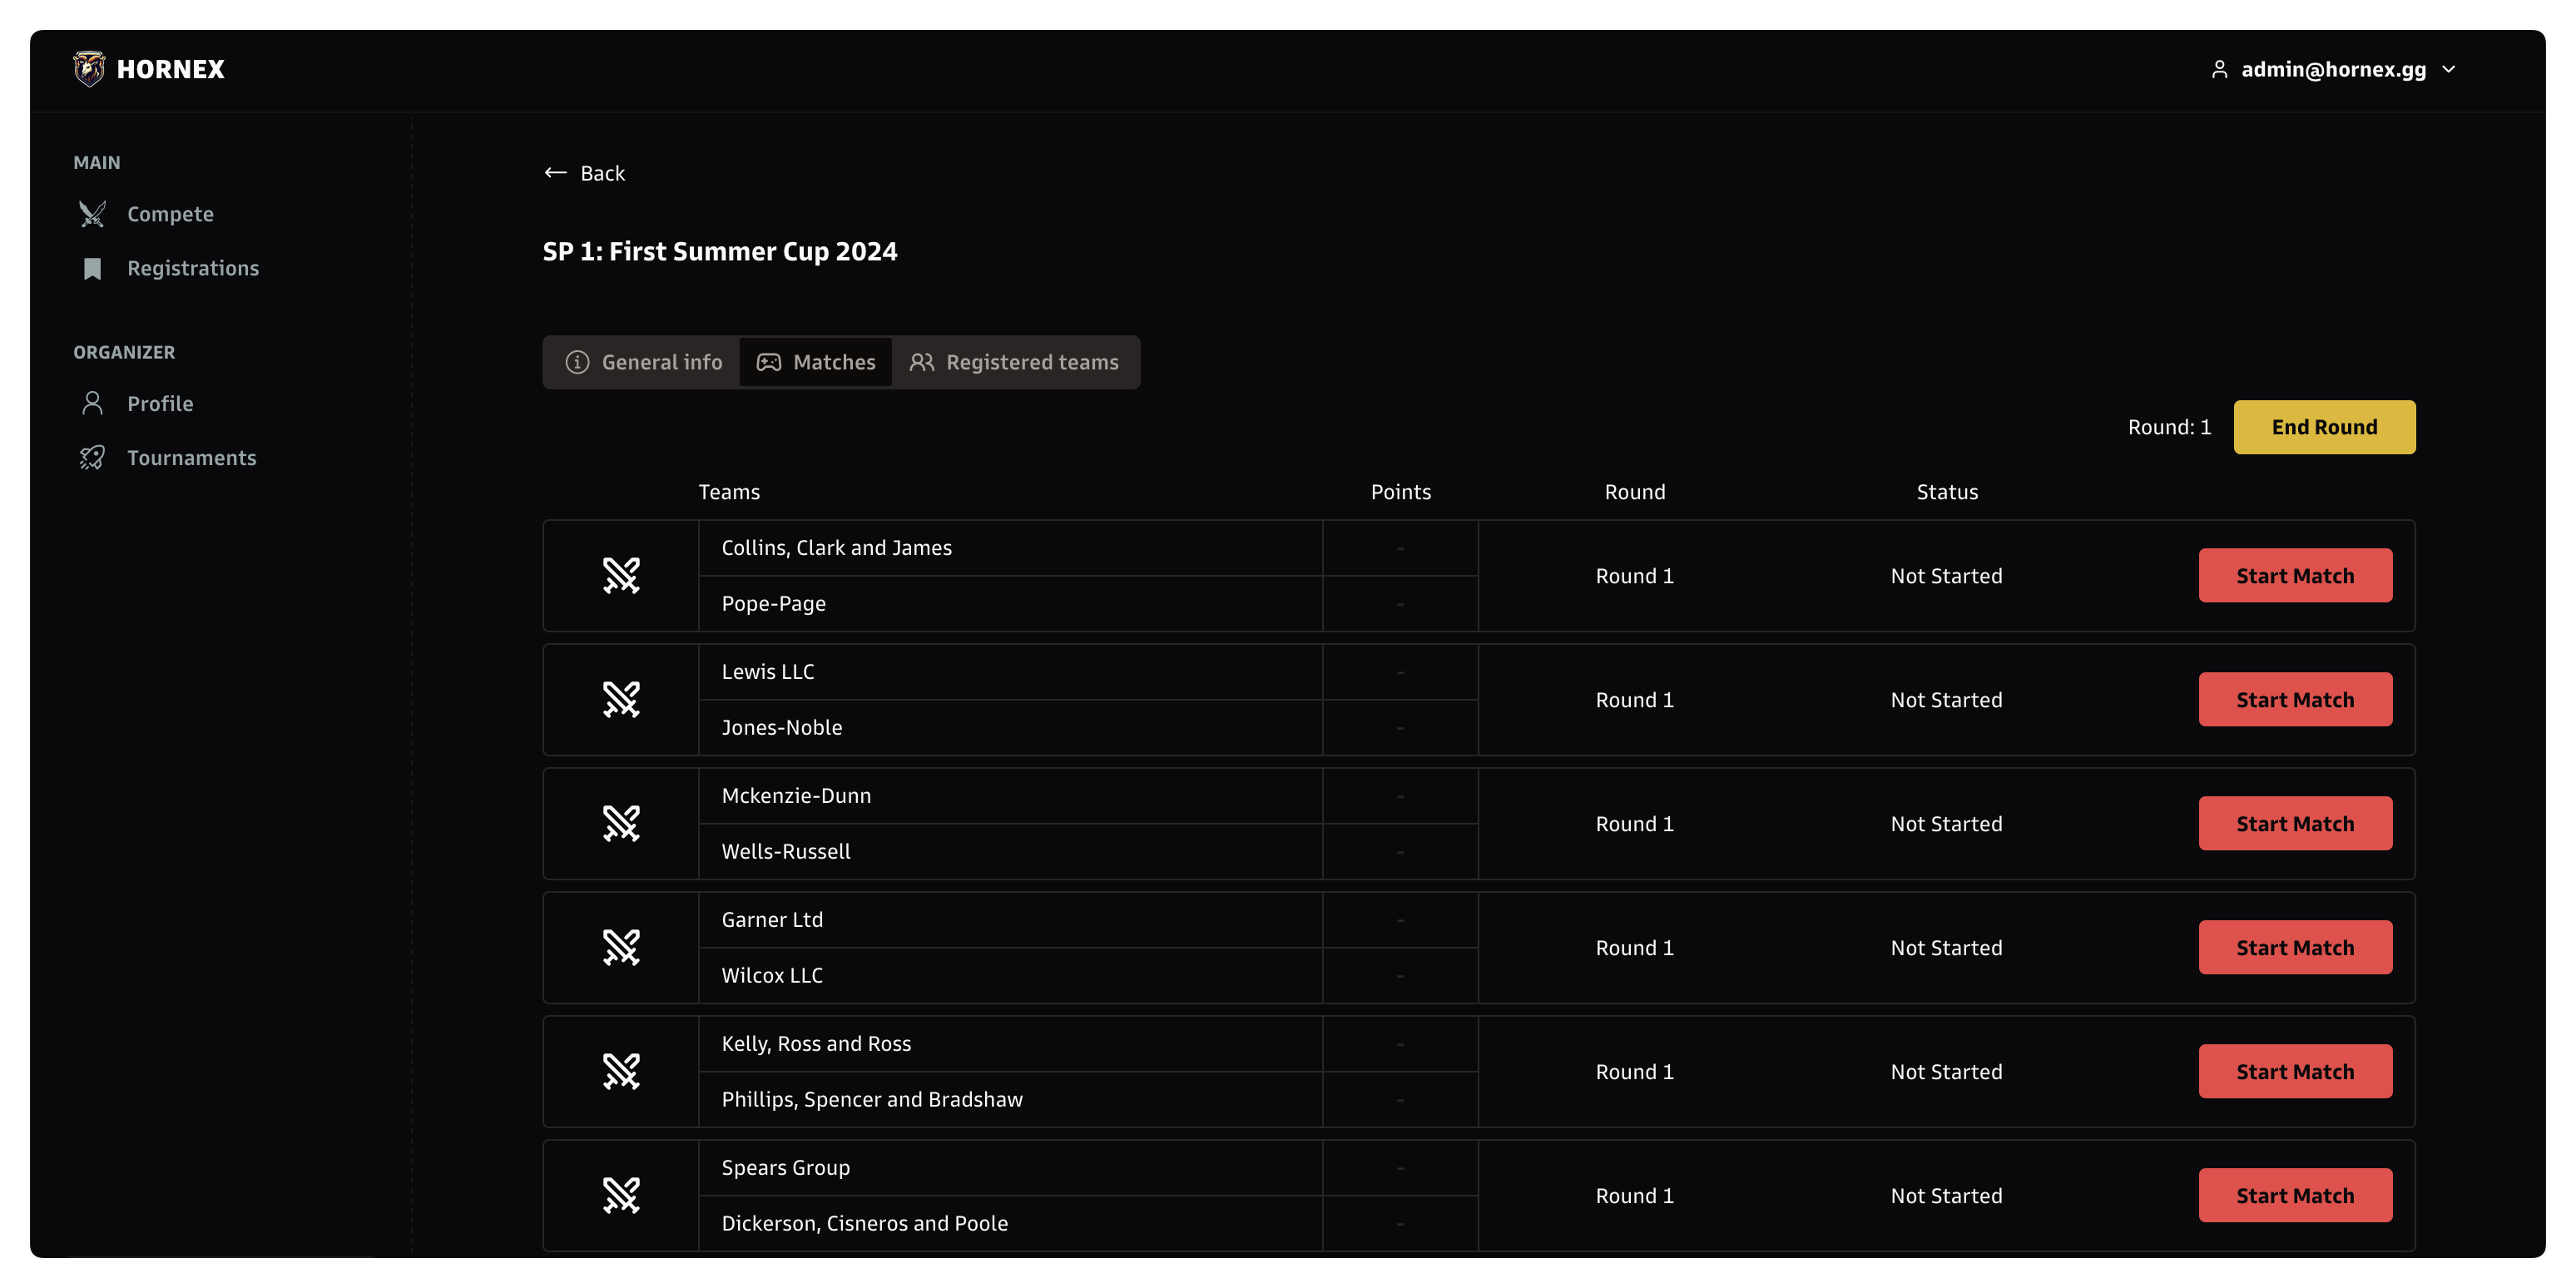 HORNEX
admin@hornex.gg
MAIN
Compete
Registrations
ORGANIZER
Profile
Tournaments
Back
SP 1: First Summer Cup 2024
General info
Matches
Registered teams
Round: 1
End Round
Teams
Points
Round
Status
Collins, Clark and James
-
Pope-Page
-
Round 1
Not Started
Start Match
Lewis LLC
-
Jones-Noble
-
Round 1
Not Started
Start Match
Mckenzie-Dunn
-
Wells-Russell
-
Round 1
Not Started
Start Match
Garner Ltd
-
Wilcox LLC
-
Round 1
Not Started
Start Match
Kelly, Ross and Ross
-
Phillips, Spencer and Bradshaw
-
Round 1
Not Started
Start Match
Spears Group
-
Dickerson, Cisneros and Poole
-
Round 1
Not Started
Start Match